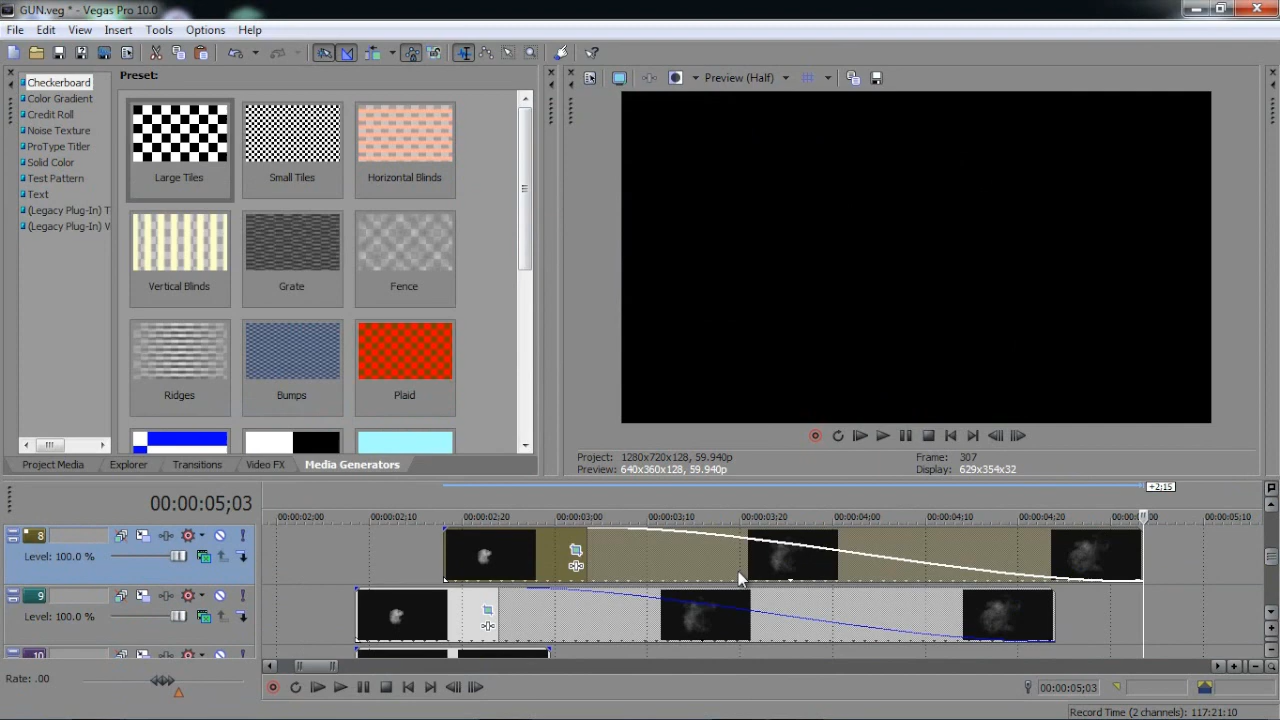 GUN.veg * - Vegas Pro 10.0
File Edit View Insert Tools Options Help
Checkerboard
Color Gradient
Credit Roll
Noise Texture
ProType Titler
Solid Color
Test Pattern
Text
(Legacy Plug-In) T
(Legacy Plug-In) V
Preset:
Large Tiles
Small Tiles
Horizontal Blinds
Vertical Blinds
Grate
Fence
Ridges
Bumps
Plaid
Project Media Explorer Transitions Video FX Media Generators
Preview (Half)
Project: 1280x720x128, 59.940p
Preview: 640x360x128, 59.940p
Frame: 307
Display: 629x354x32
00:00:05;03
+2;15
00:00:02;00 00:00:02;10 00:00:02;20 00:00:03;00 00:00:03;10 00:00:03;20 00:00:04;00 00:00:04;10 00:00:04;20 00:00:05;10
8
Level: 100.0 %
9
Level: 100.0 %
10
Rate: .00
00:00:05;03
Record Time (2 channels): 117:21:10